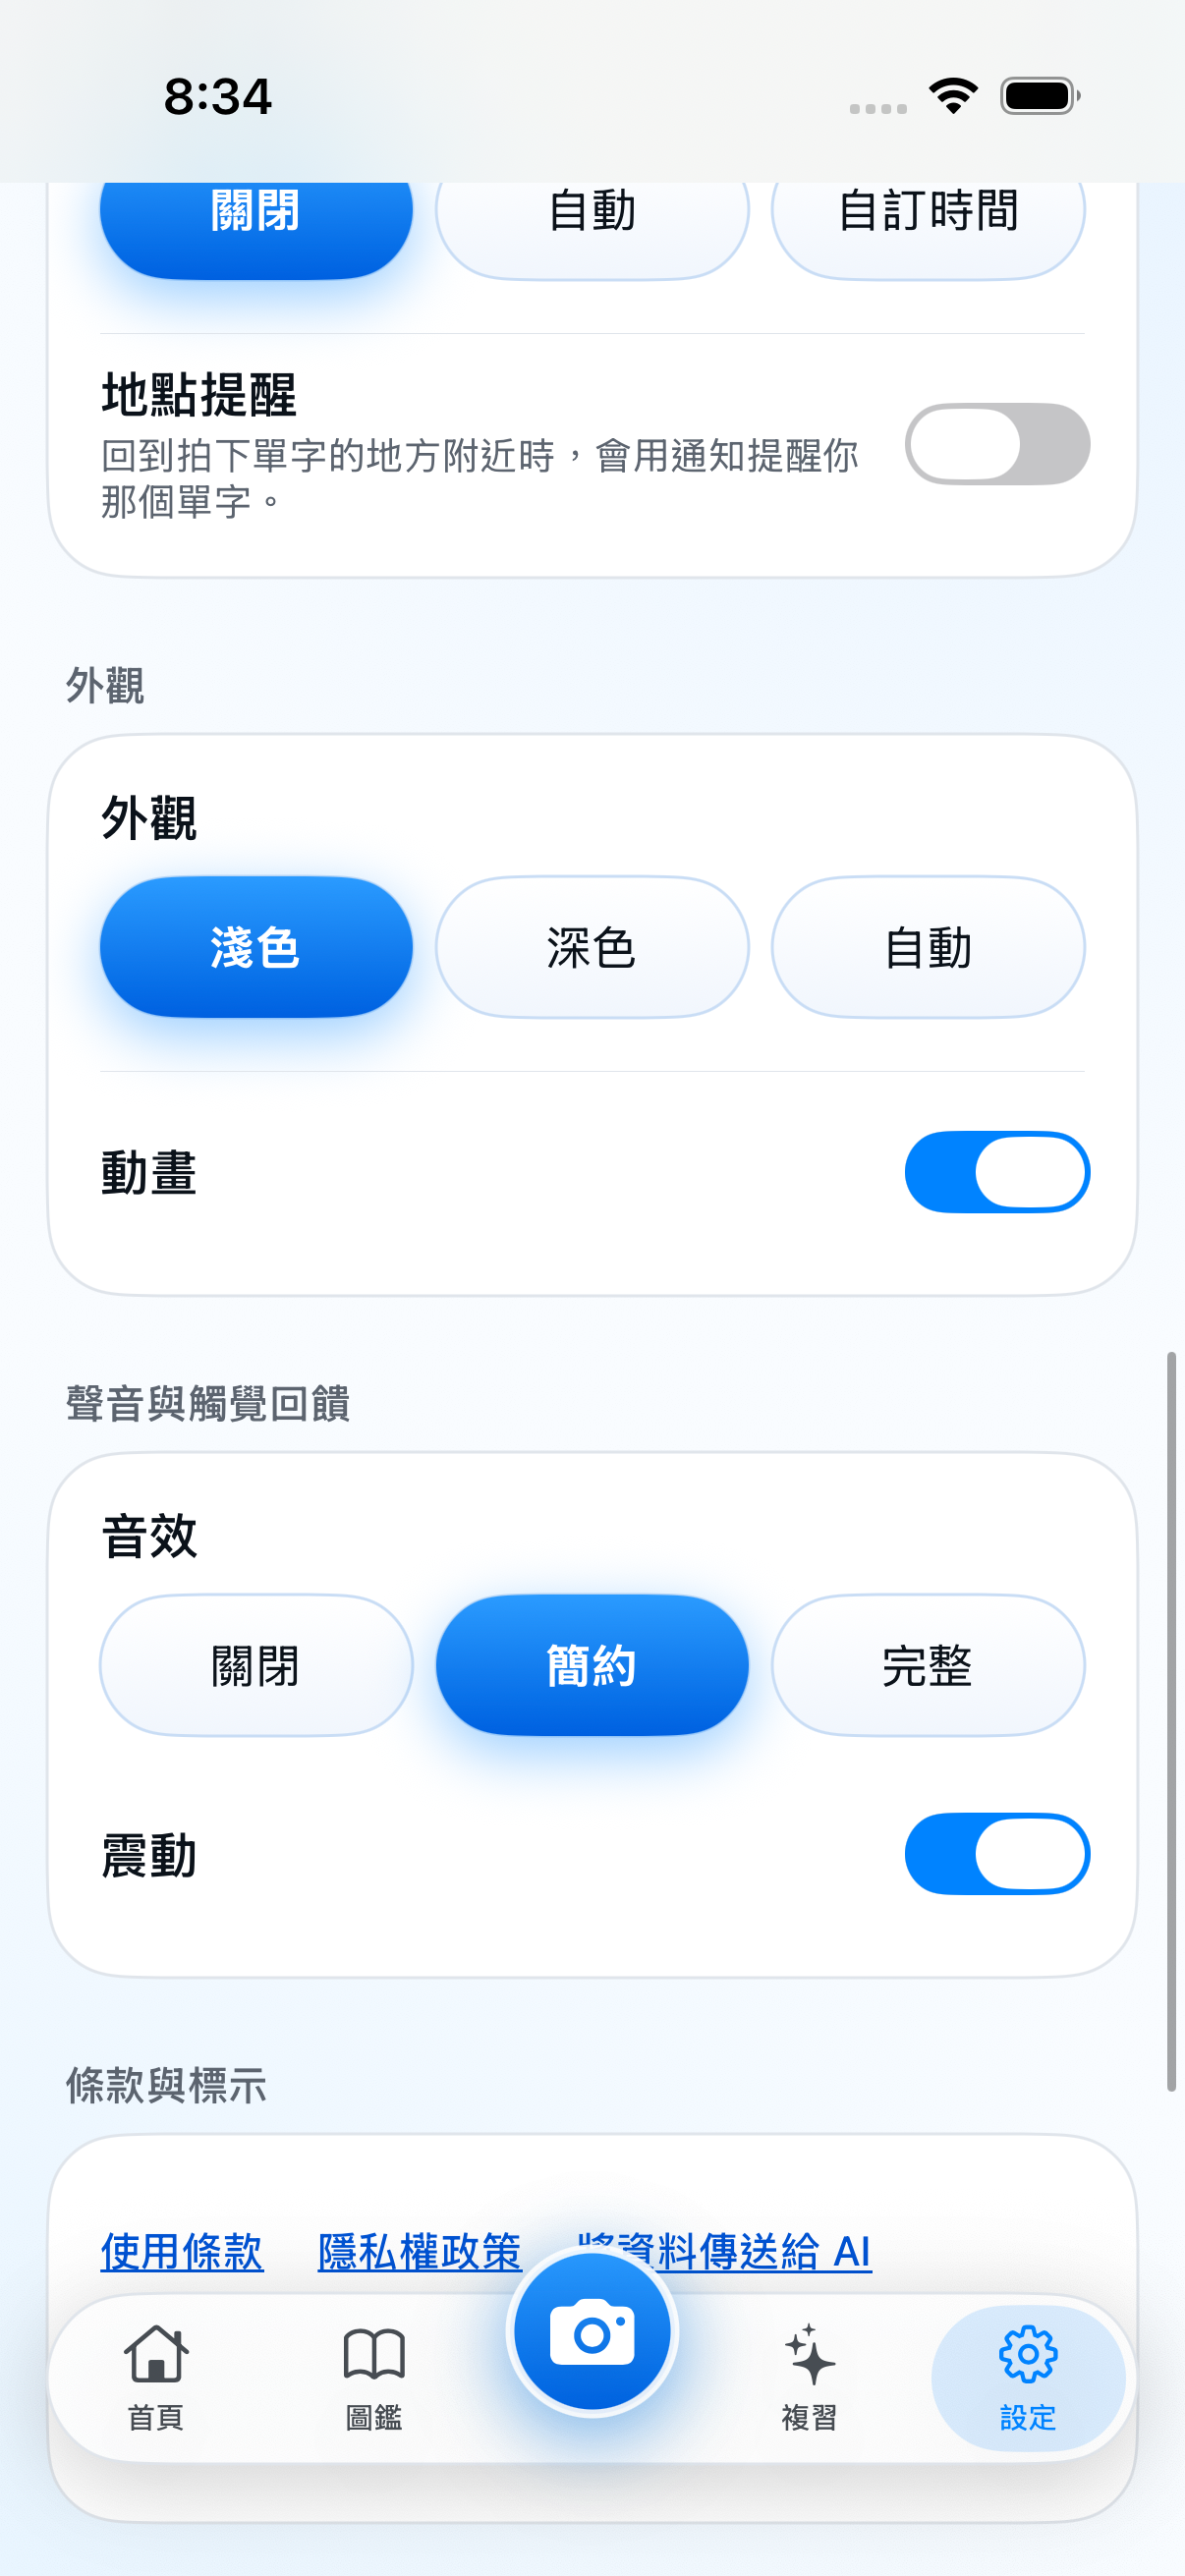 8:34
關閉
自動
自訂時間
地點提醒
回到拍下單字的地方附近時，會用通知提醒你
那個單字。
外觀
外觀
淺色
深色
自動
動畫
聲音與觸覺回饋
音效
關閉
簡約
完整
震動
條款與標示
使用條款
隱私權政策
將資料傳送給 AI
首頁
圖鑑
複習
設定